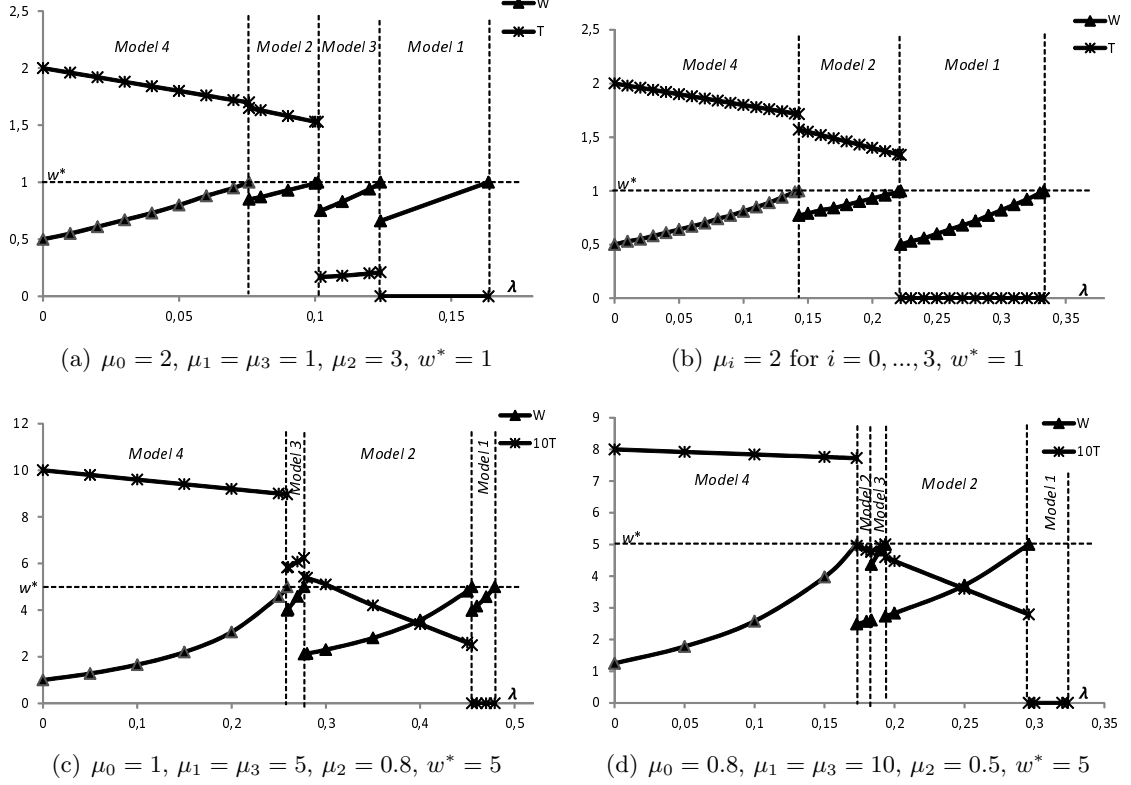 2,5
W
T
Model 4
Model 2
Model 3
Model 1
2
1,5
w*
1
0,5
0
λ
0
0,05
0,1
0,15
(a) μ₀ = 2, μ₁ = μ₃ = 1, μ₂ = 3, w* = 1
2,5
W
T
Model 4
Model 2
Model 1
2
1,5
w*
1
0,5
0
λ
0
0,05
0,1
0,15
0,2
0,25
0,3
0,35
(b) μᵢ = 2 for i = 0, ..., 3, w* = 1
12
W
10T
Model 4
Model 3
Model 2
Model 1
10
8
6
w*
4
2
0
λ
0
0,1
0,2
0,3
0,4
0,5
(c) μ₀ = 1, μ₁ = μ₃ = 5, μ₂ = 0.8, w* = 5
9
W
10T
8
7
Model 4
Model 2
Model 3
Model 2
Model 1
6
w*
5
4
3
2
1
0
λ
0
0,05
0,1
0,15
0,2
0,25
0,3
0,35
(d) μ₀ = 0.8, μ₁ = μ₃ = 10, μ₂ = 0.5, w* = 5